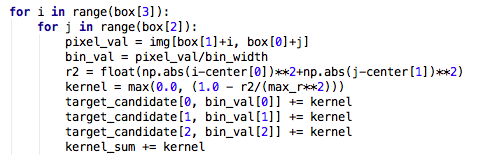 for i in range(box[3]):
    for j in range(box[2]):
        pixel_val = img[box[1]+i, box[0]+j]
        bin_val = pixel_val/bin_width
        r2 = float(np.abs(i-center[0])**2+np.abs(j-center[1])**2)
        kernel = max(0.0, (1.0 - r2/(max_r**2)))
        target_candidate[0, bin_val[0]] += kernel
        target_candidate[1, bin_val[1]] += kernel
        target_candidate[2, bin_val[2]] += kernel
        kernel_sum += kernel